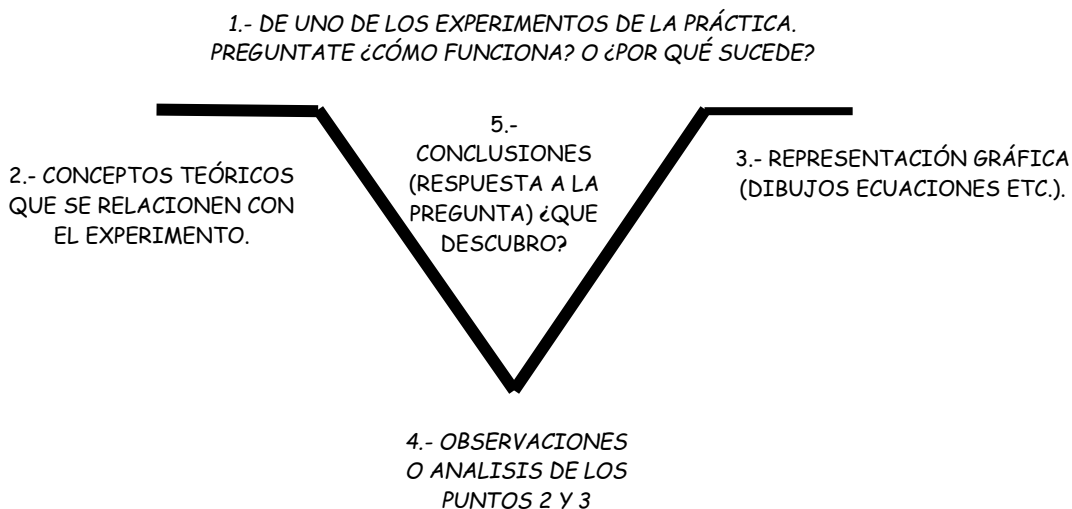 1.- DE UNO DE LOS EXPERIMENTOS DE LA PRÁCTICA.
PREGUNTATE ¿CÓMO FUNCIONA? O ¿POR QUÉ SUCEDE?
2.- CONCEPTOS TEÓRICOS
QUE SE RELACIONEN CON
EL EXPERIMENTO.
5.-
CONCLUSIONES
(RESPUESTA A LA
PREGUNTA) ¿QUE
DESCUBRO?
3.- REPRESENTACIÓN GRÁFICA
(DIBUJOS ECUACIONES ETC.).
4.- OBSERVACIONES
O ANALISIS DE LOS
PUNTOS 2 Y 3